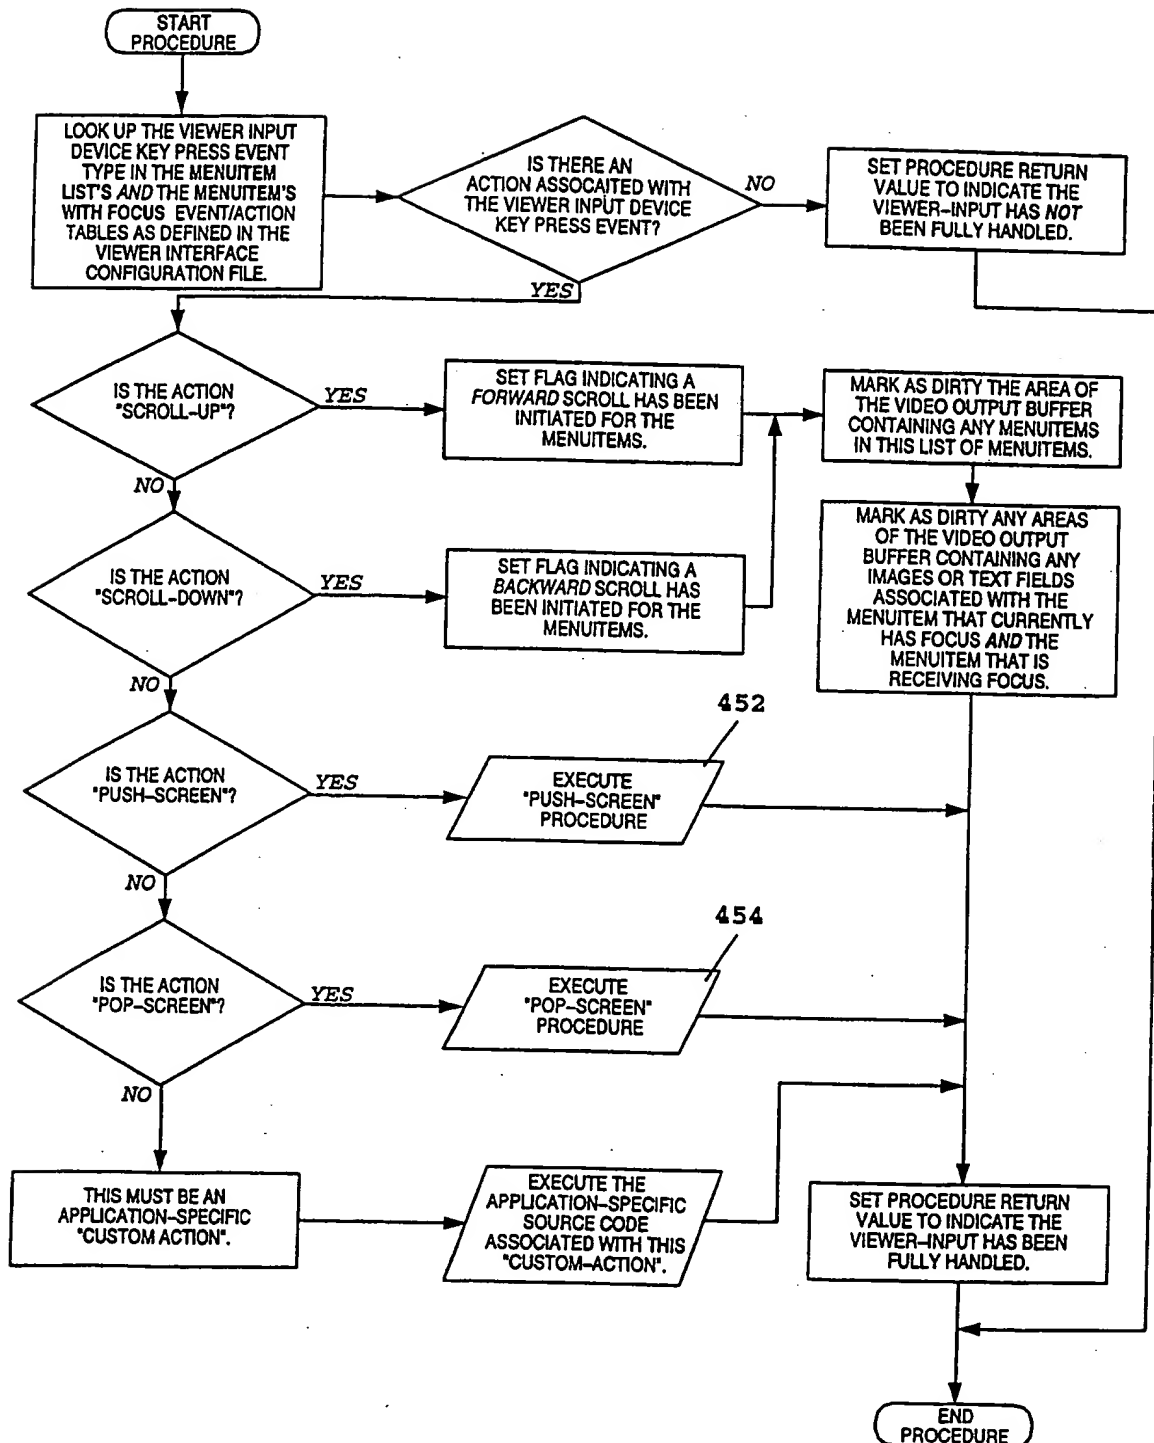 START
PROCEDURE
LOOK UP THE VIEWER INPUT
DEVICE KEY PRESS EVENT
TYPE IN THE MENUITEM
LIST'S AND THE MENUITEM'S
WITH FOCUS EVENT/ACTION
TABLES AS DEFINED IN THE
VIEWER INTERFACE
CONFIGURATION FILE.
IS THERE AN
ACTION ASSOCAITED WITH
THE VIEWER INPUT DEVICE
KEY PRESS EVENT?
NO
SET PROCEDURE RETURN
VALUE TO INDICATE THE
VIEWER-INPUT HAS NOT
BEEN FULLY HANDLED.
YES
IS THE ACTION
"SCROLL-UP"?
YES
SET FLAG INDICATING A
FORWARD SCROLL HAS BEEN
INITIATED FOR THE
MENUITEMS.
MARK AS DIRTY THE AREA OF
THE VIDEO OUTPUT BUFFER
CONTAINING ANY MENUITEMS
IN THIS LIST OF MENUITEMS.
NO
IS THE ACTION
"SCROLL-DOWN"?
YES
SET FLAG INDICATING A
BACKWARD SCROLL HAS
BEEN INITIATED FOR THE
MENUITEMS.
MARK AS DIRTY ANY AREAS
OF THE VIDEO OUTPUT
BUFFER CONTAINING ANY
IMAGES OR TEXT FIELDS
ASSOCIATED WITH THE
MENUITEM THAT CURRENTLY
HAS FOCUS AND THE
MENUITEM THAT IS
RECEIVING FOCUS.
NO
IS THE ACTION
"PUSH-SCREEN"?
YES
452
EXECUTE
"PUSH-SCREEN"
PROCEDURE
NO
IS THE ACTION
"POP-SCREEN"?
YES
454
EXECUTE
"POP-SCREEN"
PROCEDURE
NO
THIS MUST BE AN
APPLICATION-SPECIFIC
"CUSTOM ACTION".
EXECUTE THE
APPLICATION-SPECIFIC
SOURCE CODE
ASSOCIATED WITH THIS
"CUSTOM-ACTION".
SET PROCEDURE RETURN
VALUE TO INDICATE THE
VIEWER-INPUT HAS BEEN
FULLY HANDLED.
END
PROCEDURE